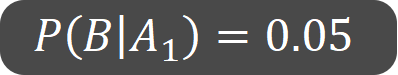 P(B|A₁) = 0.05